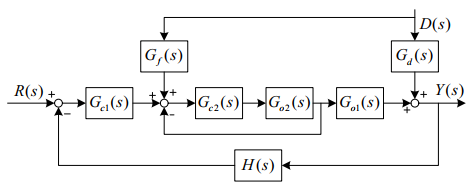 D(s)
G_f(s)
G_d(s)
R(s) + − G_c1(s) + + − G_c2(s) G_o2(s) G_o1(s) + + Y(s)
H(s)